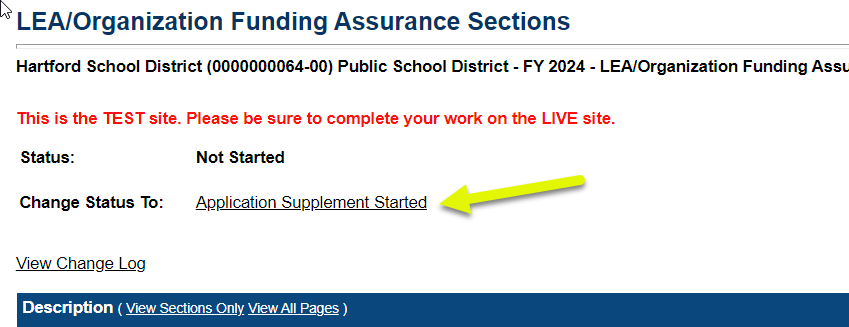 LEA/Organization Funding Assurance Sections
Hartford School District (0000000064-00) Public School District - FY 2024 - LEA/Organization Funding Assu
This is the TEST site. Please be sure to complete your work on the LIVE site.
Status: Not Started
Change Status To: Application Supplement Started
View Change Log
Description ( View Sections Only View All Pages )